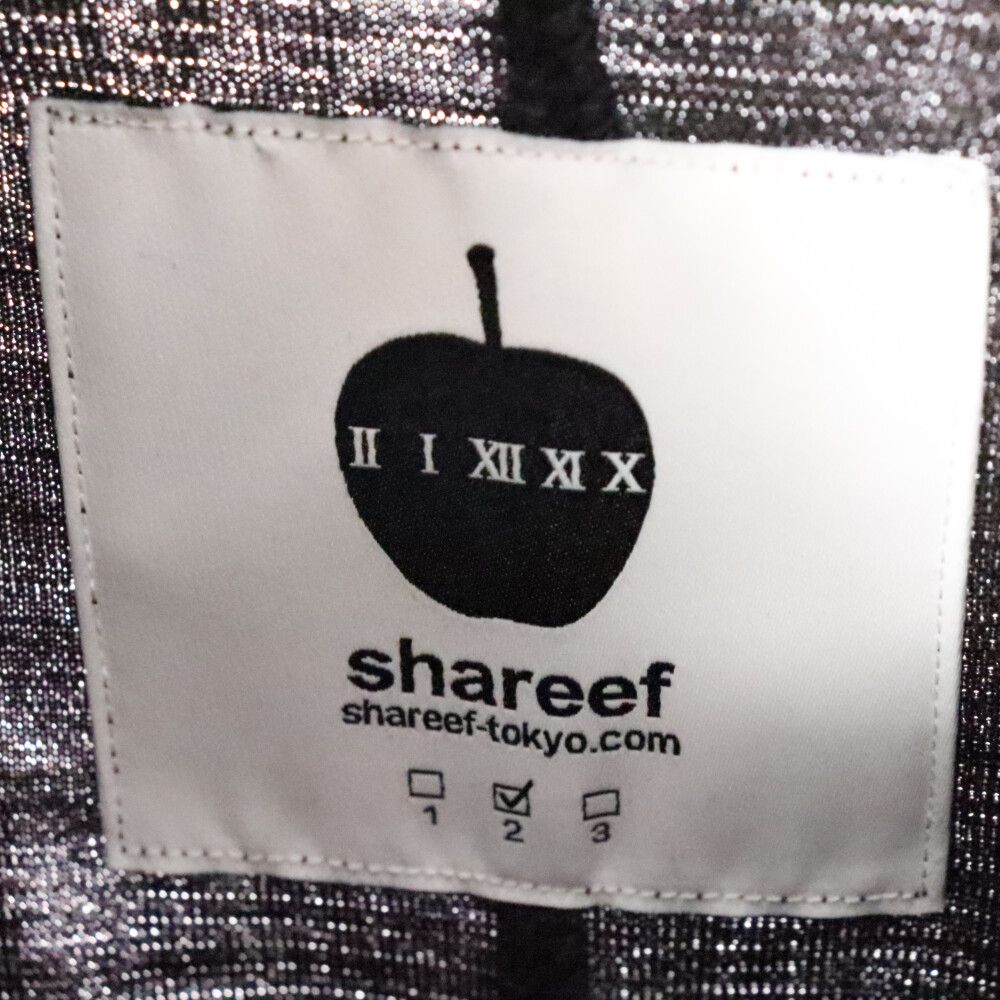 II I XII XI X
shareef
shareef-tokyo.com
☐ ☑ ☐
1 2 3